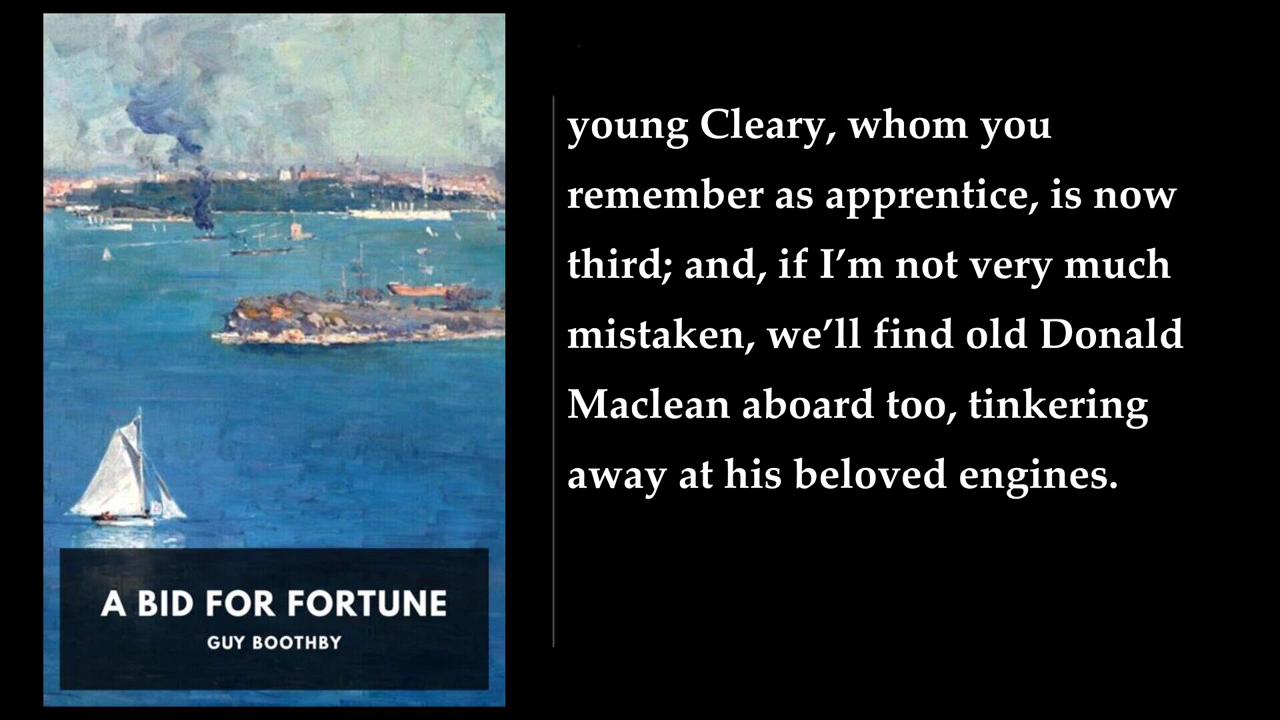 A BID FOR FORTUNE
GUY BOOTHBY
young Cleary, whom you
remember as apprentice, is now
third; and, if I’m not very much
mistaken, we’ll find old Donald
Maclean aboard too, tinkering
away at his beloved engines.